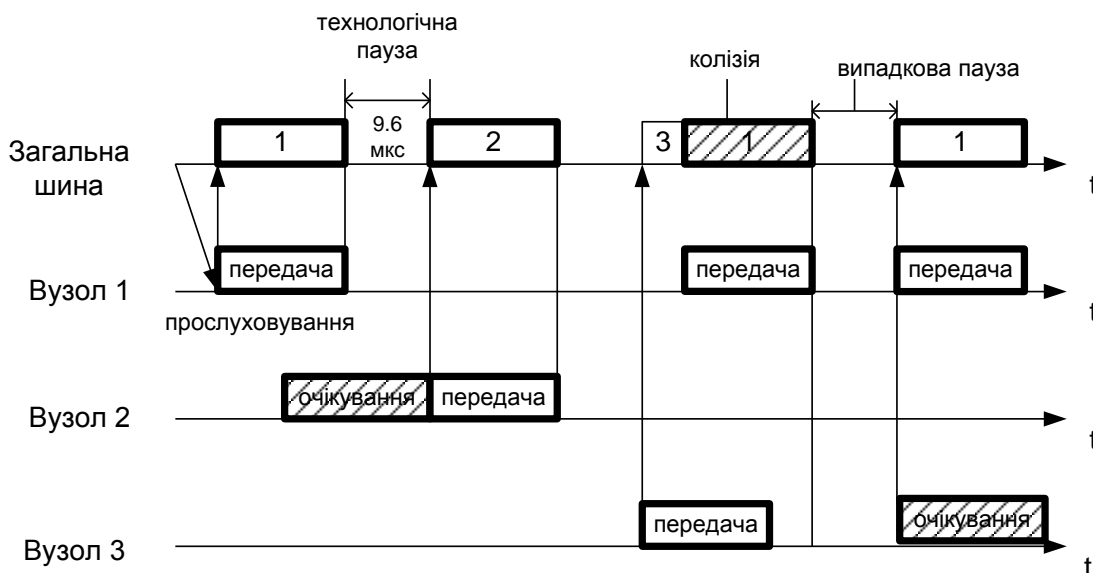 технологічна
пауза
колізія
випадкова пауза
9.6
мкс
1
2
3
1
1
Загальна
шина
t
передача
передача
передача
Вузол 1
t
прослуховування
очікування
передача
Вузол 2
t
передача
очікування
Вузол 3
t